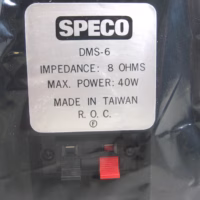 SPECO
DMS-6
IMPEDANCE: 8 OHMS
MAX. POWER: 40W
MADE IN TAIWAN
R. O. C.